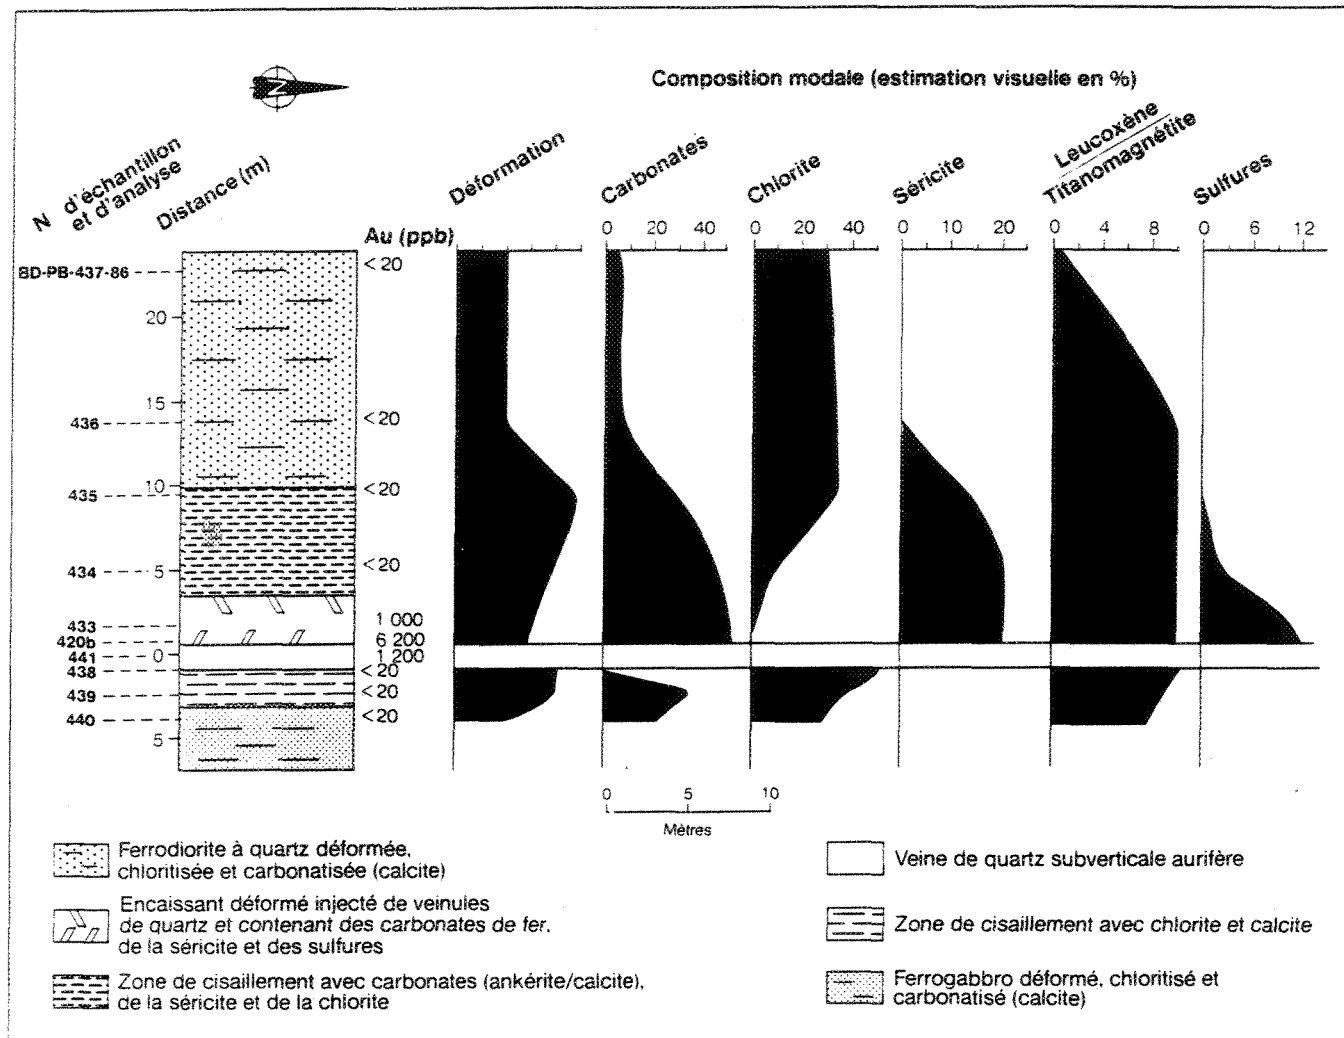 N
Composition modale (estimation visuelle en %)
N d'échantillon
et d'analyse
Distance (m)
Au (ppb)
Déformation
Carbonates
Chlorite
Séricite
Leucoxène
Titanomagnétite
Sulfures
0 20 40
0 20 40
0 10 20
0 4 8
0 4 8 12
BD-PB-437-86
<20
20
15
436
<20
10
435
<20
434
5
<20
433
1 000
420b
6 200
441
0
1 200
438
<20
439
<20
440
<20
5
0 5 10
Mètres
Ferrodiorite à quartz déformée,
chloritisée et carbonatisée (calcite)
Encaissant déformé injecté de veinules
de quartz et contenant des carbonates de fer,
de la séricite et des sulfures
Zone de cisaillement avec carbonates (ankérite/calcite),
de la séricite et de la chlorite
Veine de quartz subverticale aurifère
Zone de cisaillement avec chlorite et calcite
Ferrogabbro déformé, chloritisé et
carbonatisé (calcite)